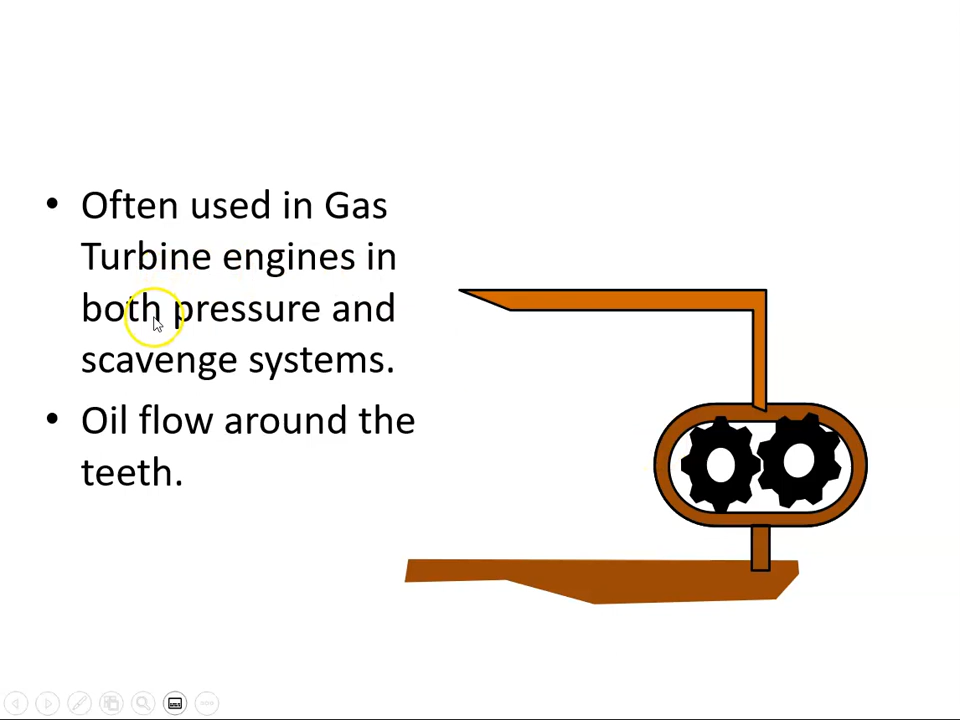 • Often used in Gas
Turbine engines in
both pressure and
scavenge systems.
• Oil flow around the
teeth.